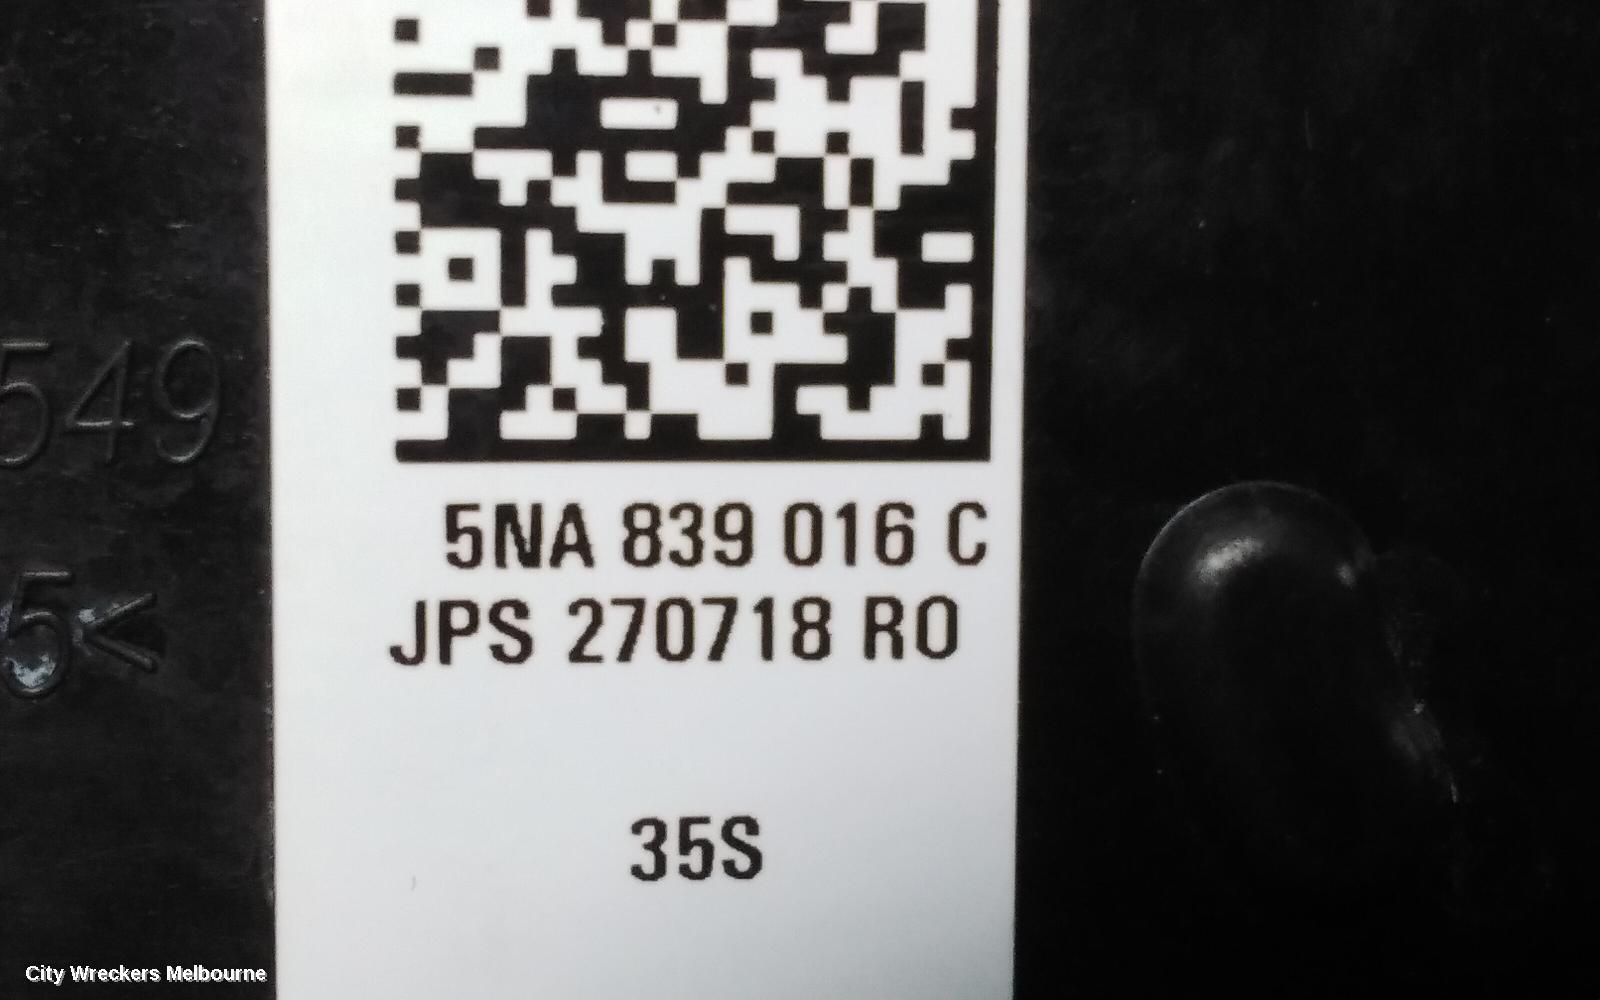 549
5<
5NA 839 016 C
JPS 270718 RO
35S
City Wreckers Melbourne